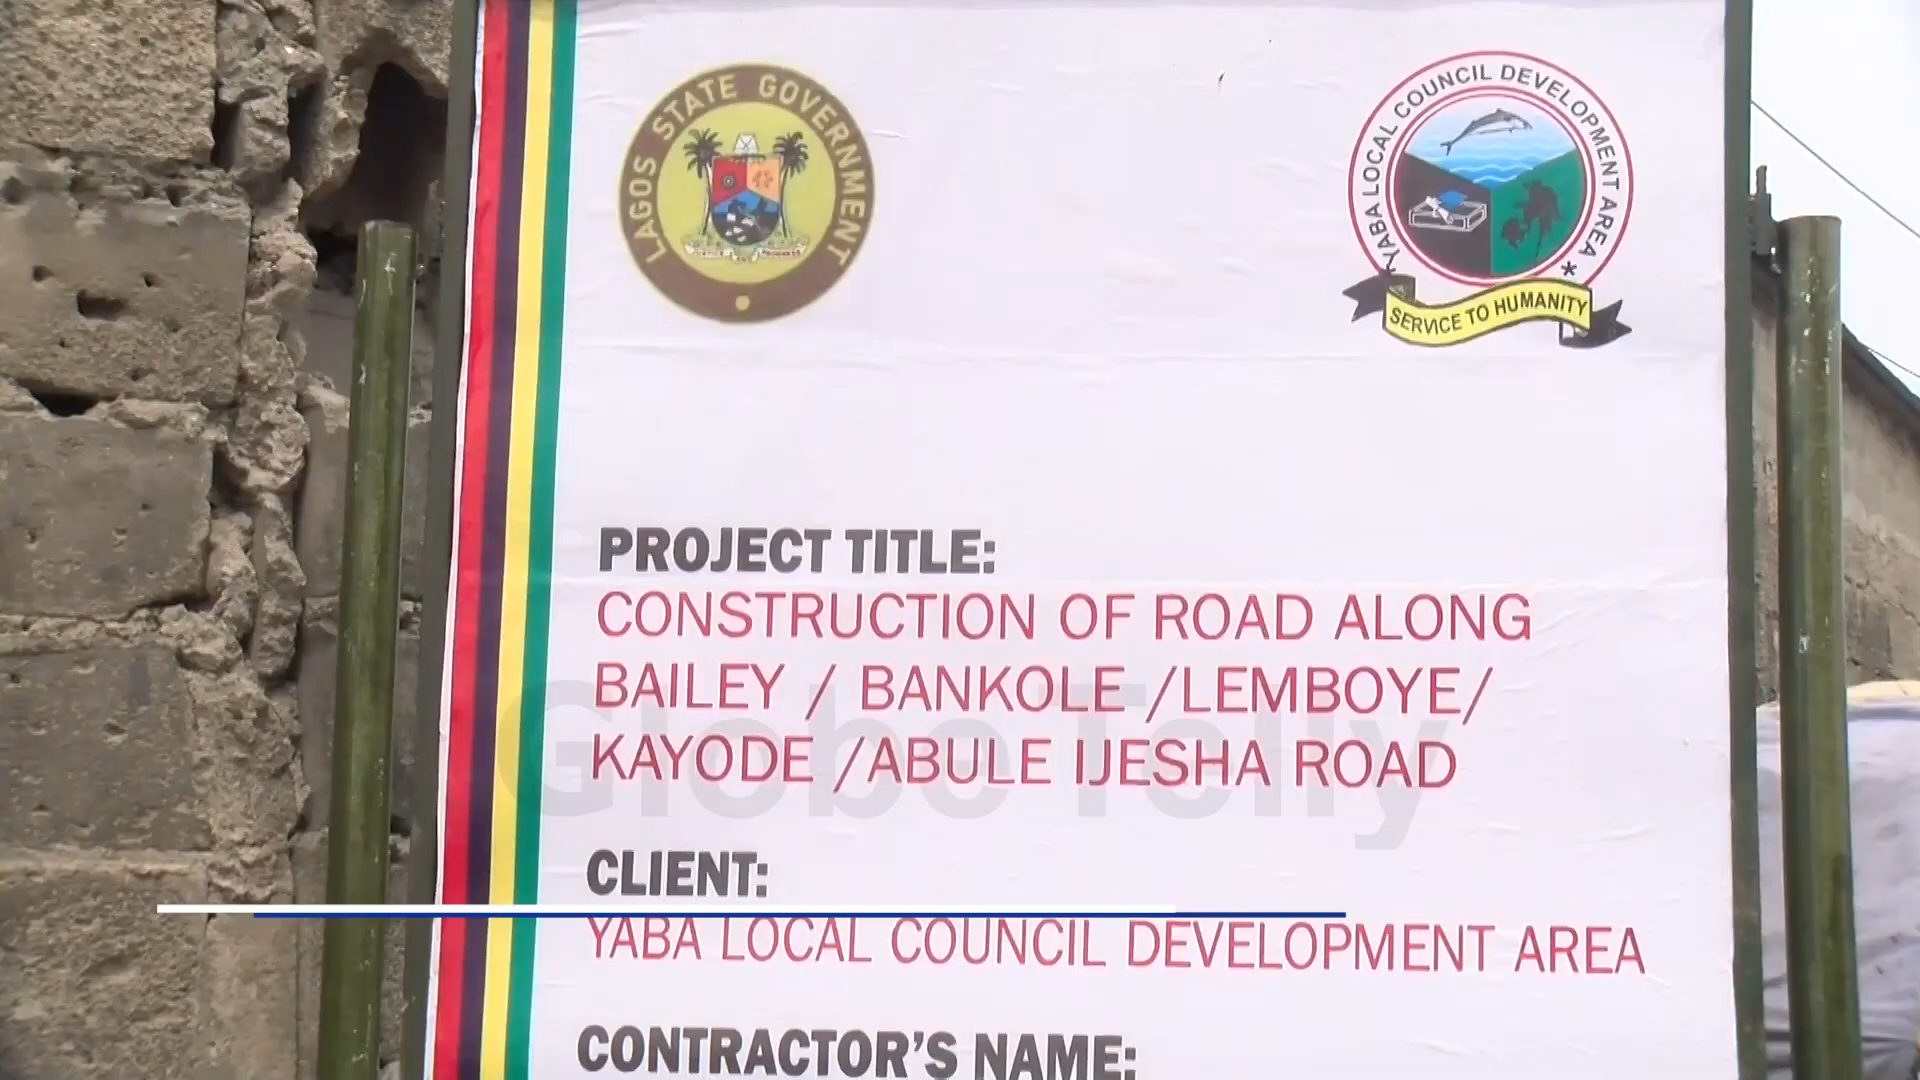 LAGOS STATE GOVERNMENT
YABA LOCAL COUNCIL DEVELOPMENT AREA *
SERVICE TO HUMANITY
PROJECT TITLE:
CONSTRUCTION OF ROAD ALONG
BAILEY / BANKOLE /LEMBOYE/
KAYODE /ABULE IJESHA ROAD
Globe Telly
CLIENT:
YABA LOCAL COUNCIL DEVELOPMENT AREA
CONTRACTOR'S NAME: